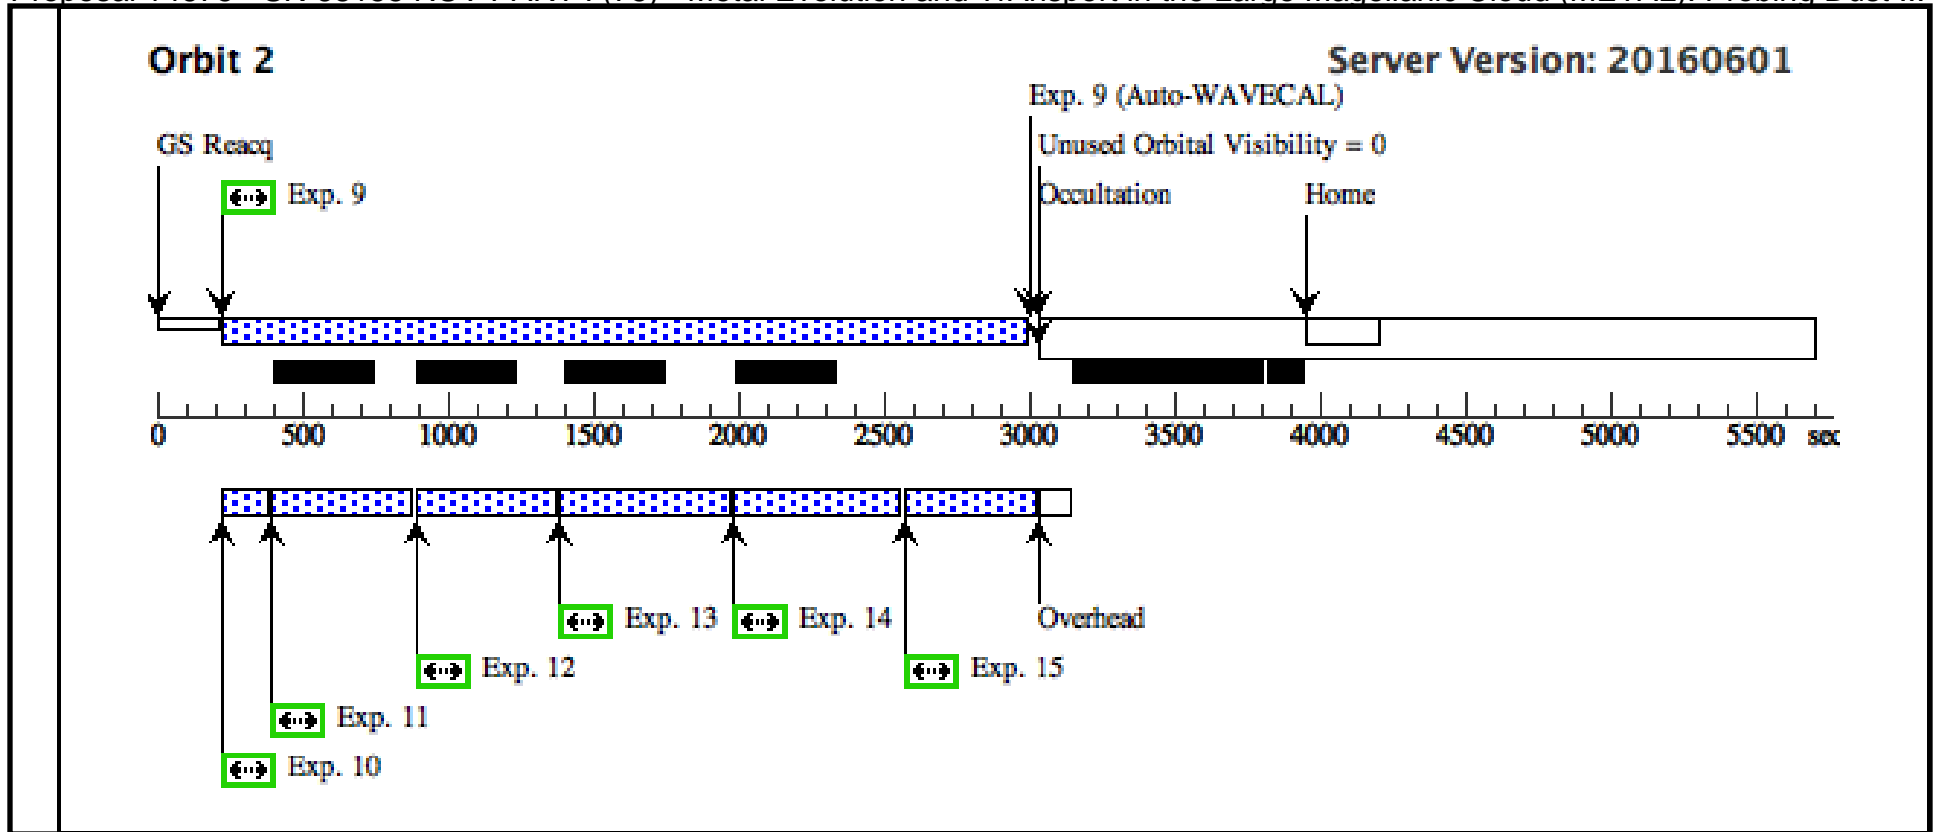 Orbit 2
Server Version: 20160601
Exp. 9 (Auto-WAVECAL)
GS Reacq
Unused Orbital Visibility = 0
Exp. 9
Occultation
Home
0 500 1000 1500 2000 2500 3000 3500 4000 4500 5000 5500 sec
Exp. 13
Exp. 14
Overhead
Exp. 12
Exp. 15
Exp. 11
Exp. 10